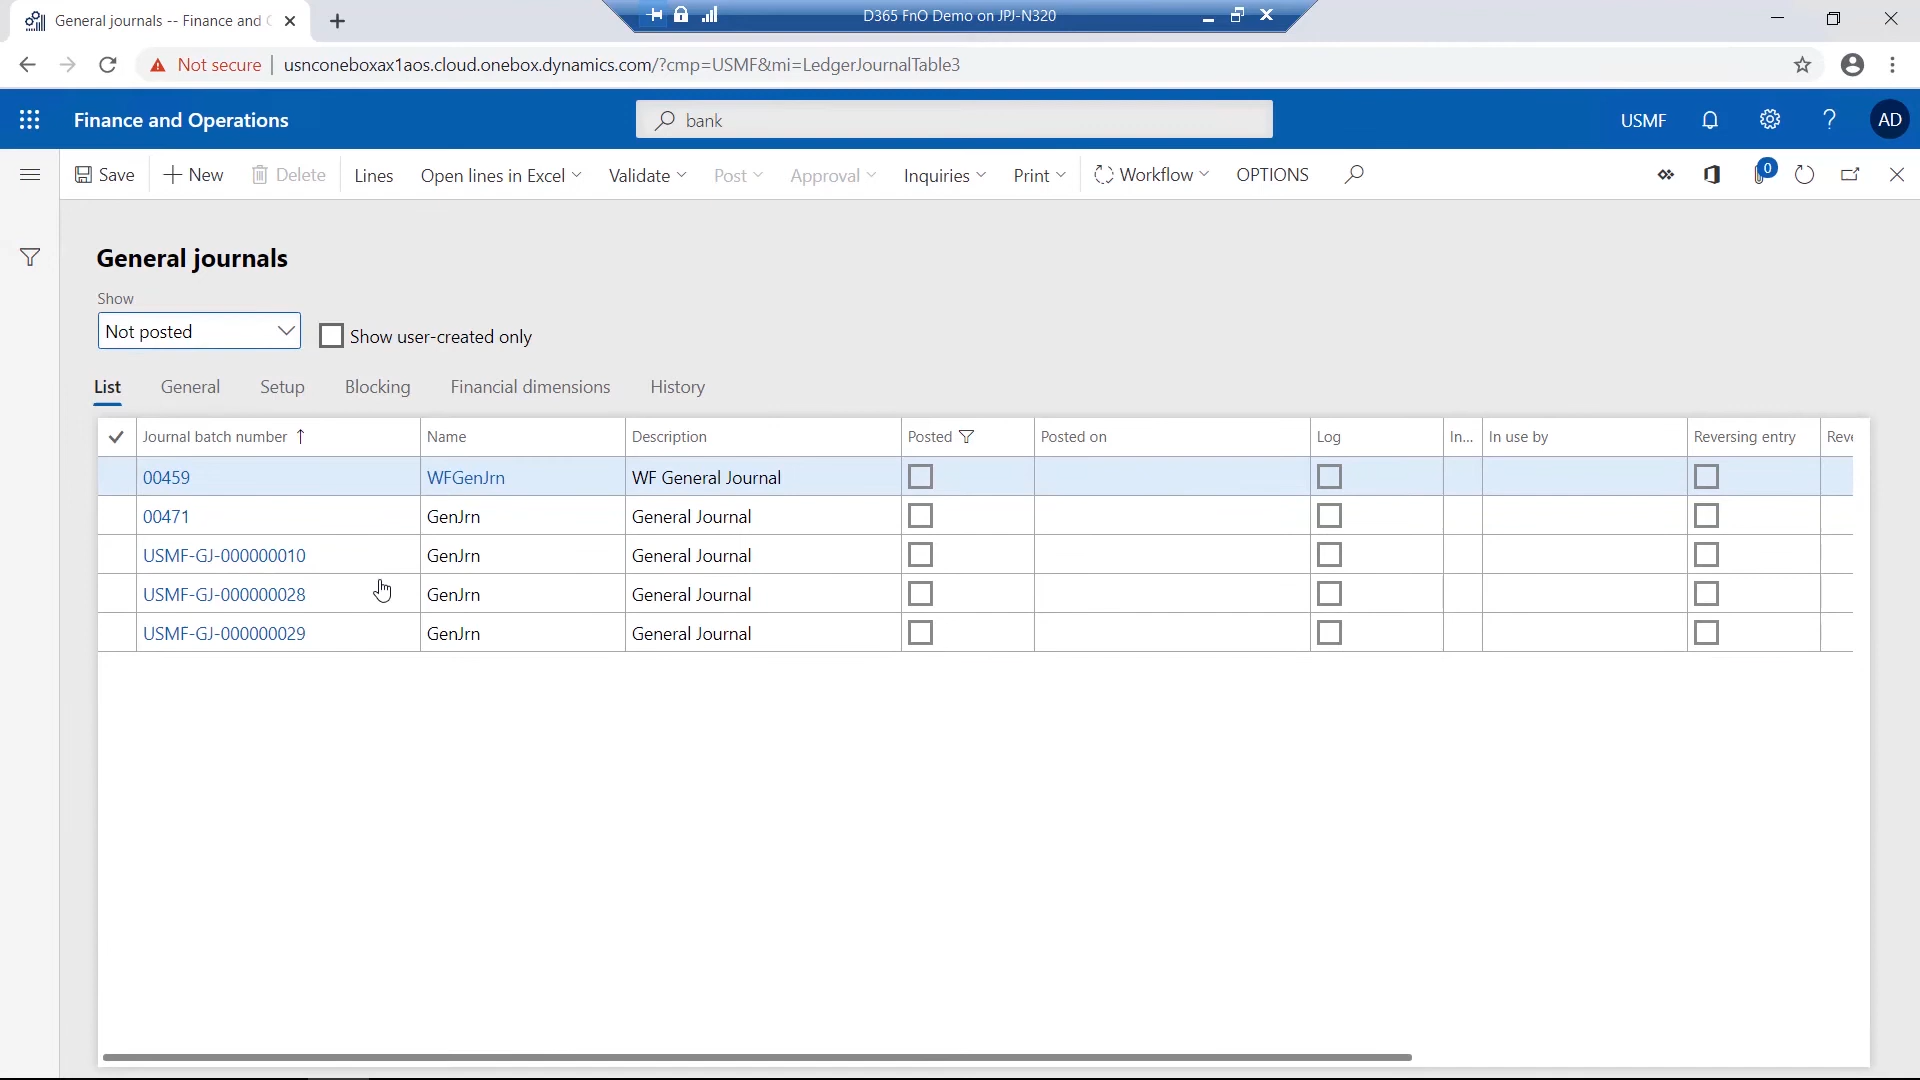 General journals -- Finance and O
D365 FnO Demo on JPJ-N320
Not secure usnconeboxax1aos.cloud.onebox.dynamics.com/?cmp=USMF&mi=LedgerJournalTable3
Finance and Operations bank USMF ? AD
Save New Delete Lines Open lines in Excel Validate Post Approval Inquiries Print Workflow OPTIONS 0
General journals
Show
Not posted Show user-created only
List General Setup Blocking Financial dimensions History
Journal batch number Name Description Posted Posted on Log In... In use by Reversing entry Reve
00459 WFGenJrn WF General Journal
00471 GenJrn General Journal
USMF-GJ-000000010 GenJrn General Journal
USMF-GJ-000000028 GenJrn General Journal
USMF-GJ-000000029 GenJrn General Journal